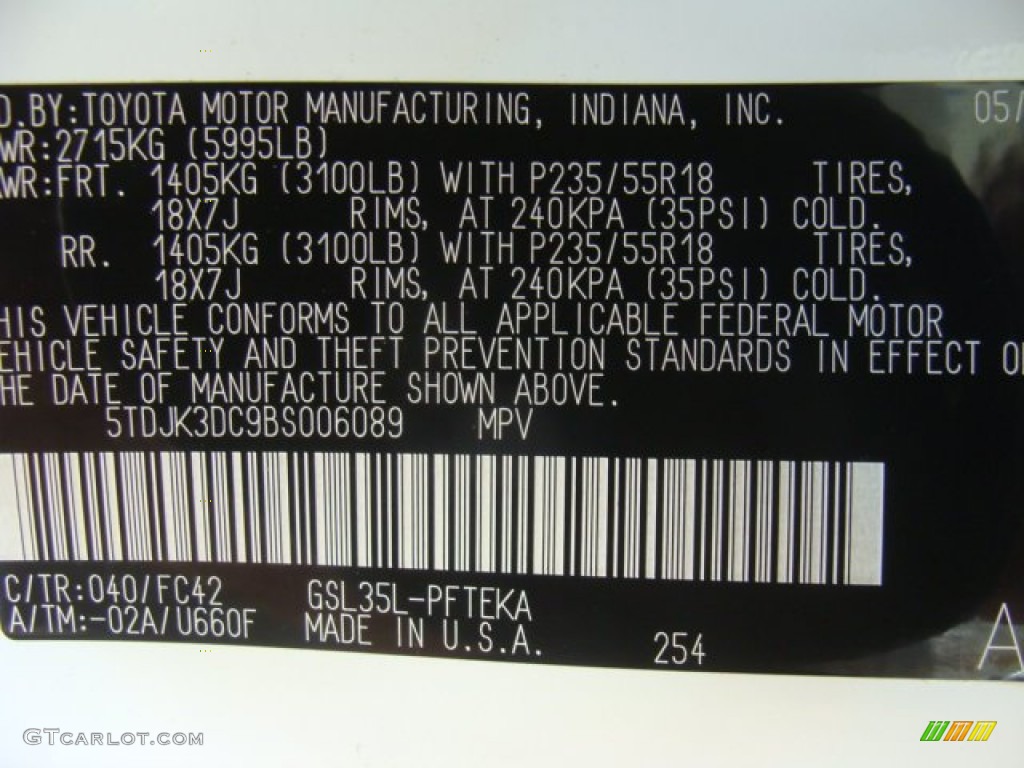 D.BY:TOYOTA MOTOR MANUFACTURING, INDIANA, INC. 05/
WR:2715KG (5995LB)
WR:FRT. 1405KG (3100LB) WITH P235/55R18 TIRES,
18X7J RIMS, AT 240KPA (35PSI) COLD.
RR. 1405KG (3100LB) WITH P235/55R18 TIRES,
18X7J RIMS, AT 240KPA (35PSI) COLD.
HIS VEHICLE CONFORMS TO ALL APPLICABLE FEDERAL MOTOR
EHICLE SAFETY AND THEFT PREVENTION STANDARDS IN EFFECT O
HE DATE OF MANUFACTURE SHOWN ABOVE.
5TDJK3DC9BS006089 MPV
C/TR:040/FC42 GSL35L-PFTEKA
A/TM:-02A/U660F MADE IN U.S.A. 254 A
GTCARLOT.COM